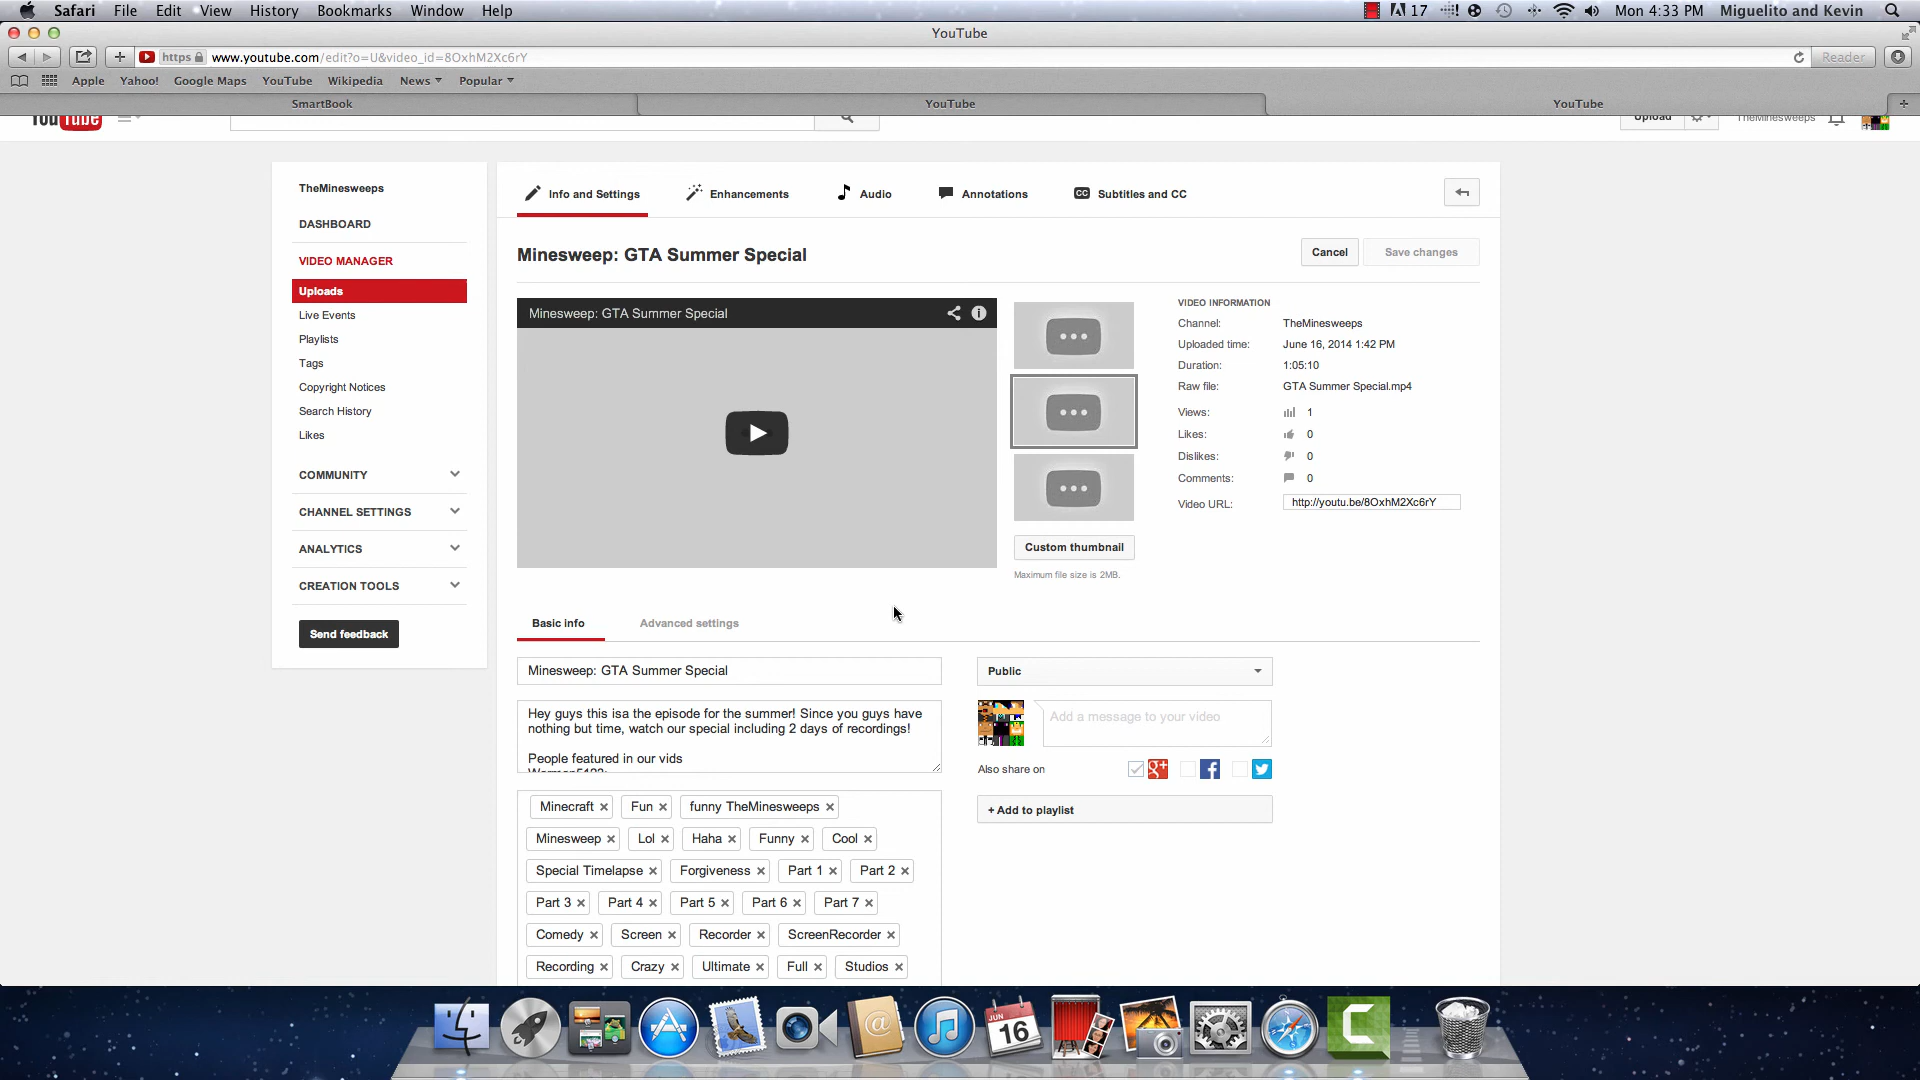 Safari File Edit View History Bookmarks Window Help 17 Mon 4:33 PM Miguelito and Kevin
YouTube
https www.youtube.com/edit?o=U&video_id=8OxhM2Xc6rY Reader
Apple Yahoo! Google Maps YouTube Wikipedia News Popular
SmartBook YouTube YouTube
YouTube Upload TheMinesweeps
TheMinesweeps
DASHBOARD
VIDEO MANAGER
Uploads
Live Events
Playlists
Tags
Copyright Notices
Search History
Likes
COMMUNITY
CHANNEL SETTINGS
ANALYTICS
CREATION TOOLS
Send feedback
Info and Settings Enhancements Audio CC Annotations Subtitles and CC
Minesweep: GTA Summer Special Cancel Save changes
Minesweep: GTA Summer Special
Custom thumbnail
Maximum file size is 2MB.
VIDEO INFORMATION
Channel: TheMinesweeps
Uploaded time: June 16, 2014 1:42 PM
Duration: 1:05:10
Raw file: GTA Summer Special.mp4
Views: 1
Likes: 0
Dislikes: 0
Comments: 0
Video URL: http://youtu.be/8OxhM2Xc6rY
Basic info Advanced settings
Minesweep: GTA Summer Special
Hey guys this isa the episode for the summer! Since you guys have
nothing but time, watch our special including 2 days of recordings!
People featured in our vids
Minecraft Fun funny TheMinesweeps
Minesweep Lol Haha Funny Cool
Special Timelapse Forgiveness Part 1 Part 2
Part 3 Part 4 Part 5 Part 6 Part 7
Comedy Screen Recorder ScreenRecorder
Recording Crazy Ultimate Full Studios
Public
Add a message to your video
Also share on
+ Add to playlist
JUN
16